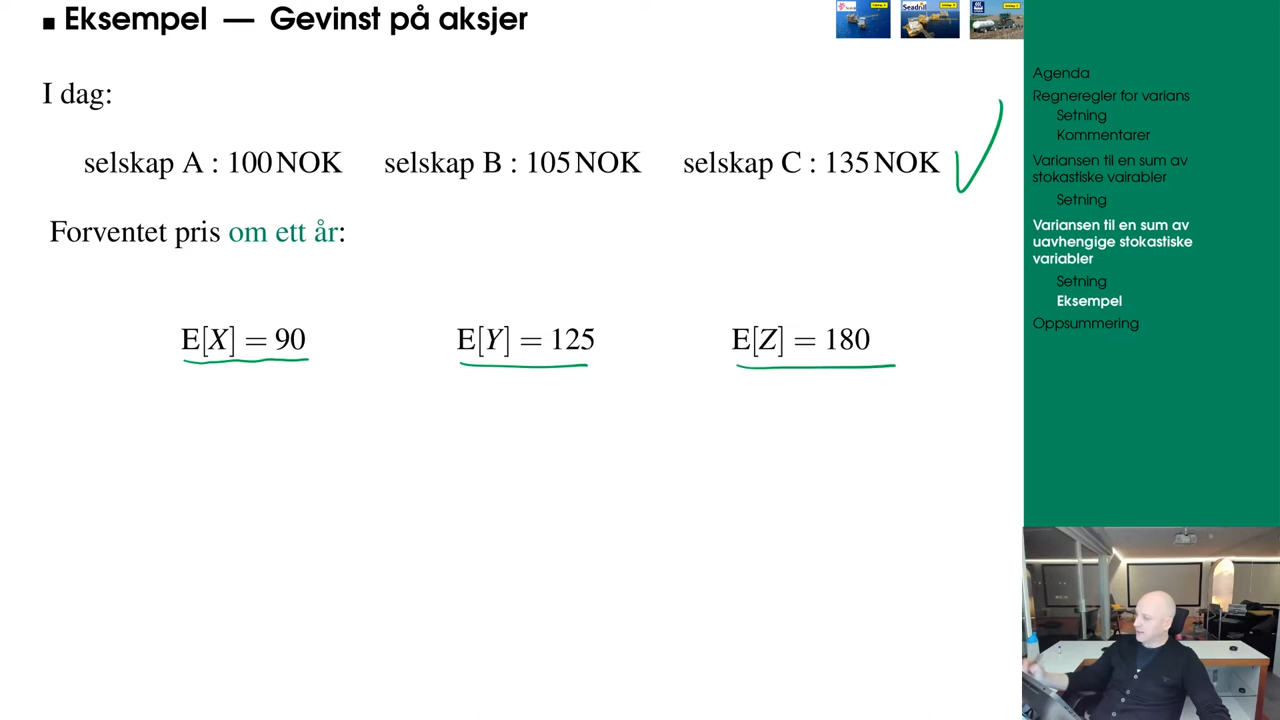 Eksempel — Gevinst på aksjer
Seadrill
I dag:
selskap A : 100 NOK selskap B : 105 NOK selskap C : 135 NOK
Forventet pris om ett år:
E[X] = 90 E[Y] = 125 E[Z] = 180
Agenda
Regneregler for varians
Setning
Kommentarer
Variansen til en sum av
stokastiske vairabler
Setning
Variansen til en sum av
uavhengige stokastiske
variabler
Setning
Eksempel
Oppsummering